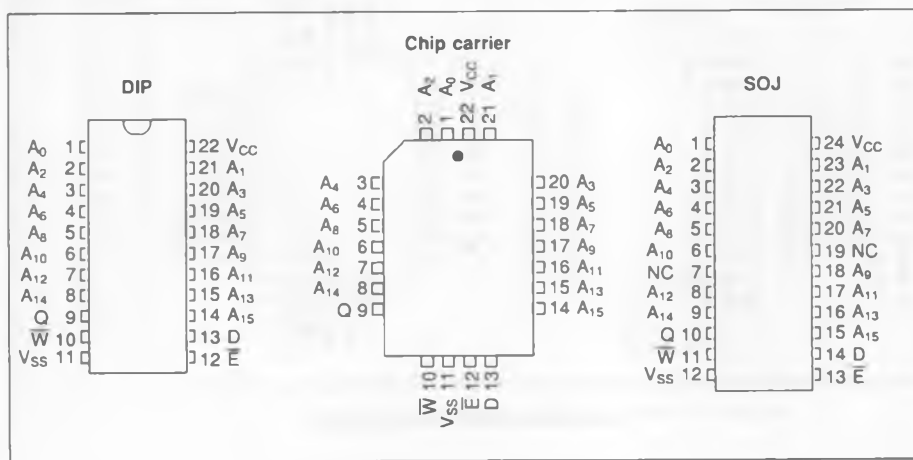 Chip carrier
DIP
A₀ 1 22 V_CC
A₂ 2 21 A₁
A₄ 3 20 A₃
A₆ 4 19 A₅
A₈ 5 18 A₇
A₁₀ 6 17 A₉
A₁₂ 7 16 A₁₁
A₁₄ 8 15 A₁₃
Q 9 14 A₁₅
W̅ 10 13 D
V_SS 11 12 E̅
2 A₂
1 A₀
22 V_CC
21 A₁
A₄ 3 20 A₃
A₆ 4 19 A₅
A₈ 5 18 A₇
A₁₀ 6 17 A₉
A₁₂ 7 16 A₁₁
A₁₄ 8 15 A₁₃
Q 9 14 A₁₅
W̅ 10
V_SS 11
E̅ 12
D 13
SOJ
A₀ 1 24 V_CC
A₂ 2 23 A₁
A₄ 3 22 A₃
A₆ 4 21 A₅
A₈ 5 20 A₇
A₁₀ 6 19 NC
NC 7 18 A₉
A₁₂ 8 17 A₁₁
A₁₄ 9 16 A₁₃
Q 10 15 A₁₅
W̅ 11 14 D
V_SS 12 13 E̅